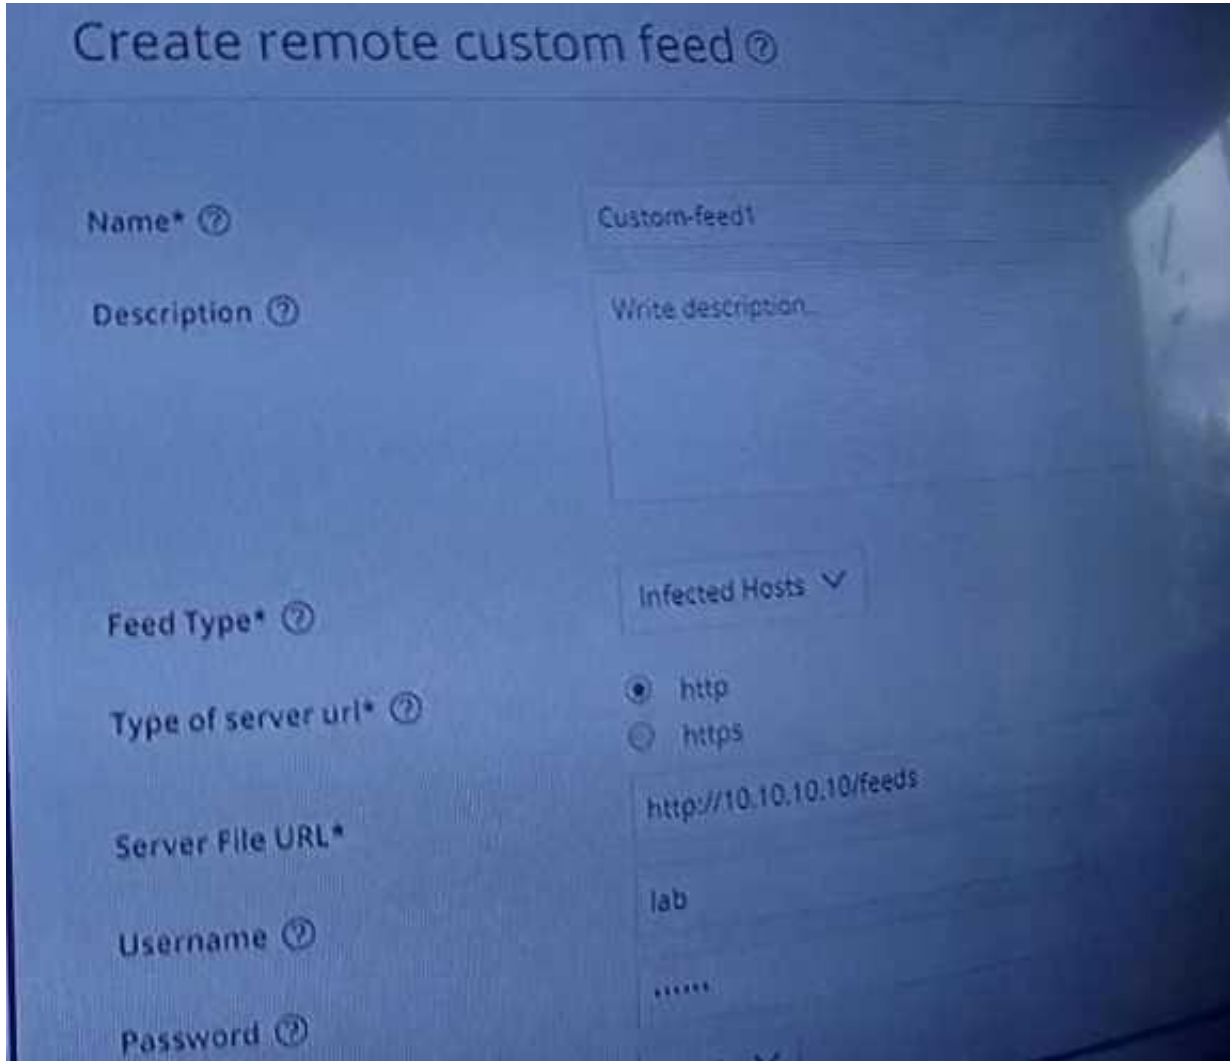 Create remote custom feed ?
Name* ? Custom-feed1
Description ? Write description...
Feed Type* ? Infected Hosts
Type of server url* ? http
https
Server File URL* http://10.10.10.10/feeds
Username ? lab
Password ? ••••••